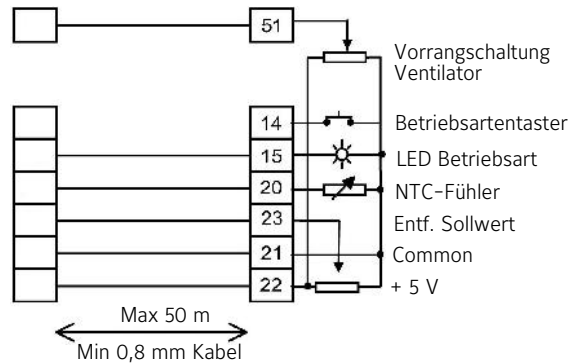 51
Vorrangschaltung
Ventilator
14 Betriebsartentaster
15 LED Betriebsart
20 NTC-Fühler
23 Entf. Sollwert
21 Common
22 + 5 V
Max 50 m
Min 0,8 mm Kabel